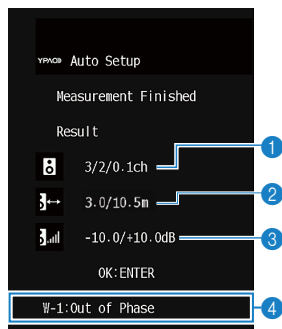 YPAO Auto Setup
Measurement Finished
Result
3/2/0.1ch
1
3.0/10.5m
2
-10.0/+10.0dB
3
OK:ENTER
W-1:Out of Phase
4